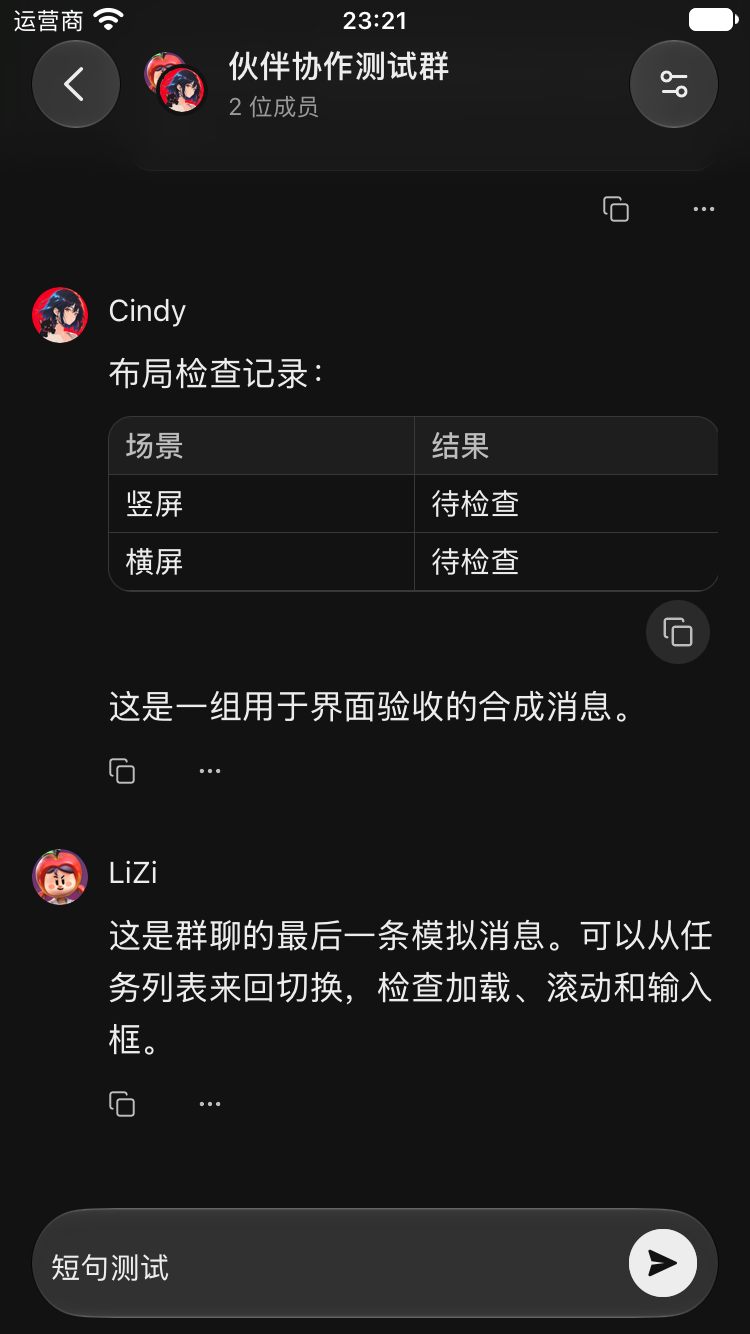 运营商 23:21
伙伴协作测试群
2 位成员
Cindy
布局检查记录：
场景 结果
竖屏 待检查
横屏 待检查
这是一组用于界面验收的合成消息。
LiZi
这是群聊的最后一条模拟消息。可以从任
务列表来回切换，检查加载、滚动和输入
框。
短句测试